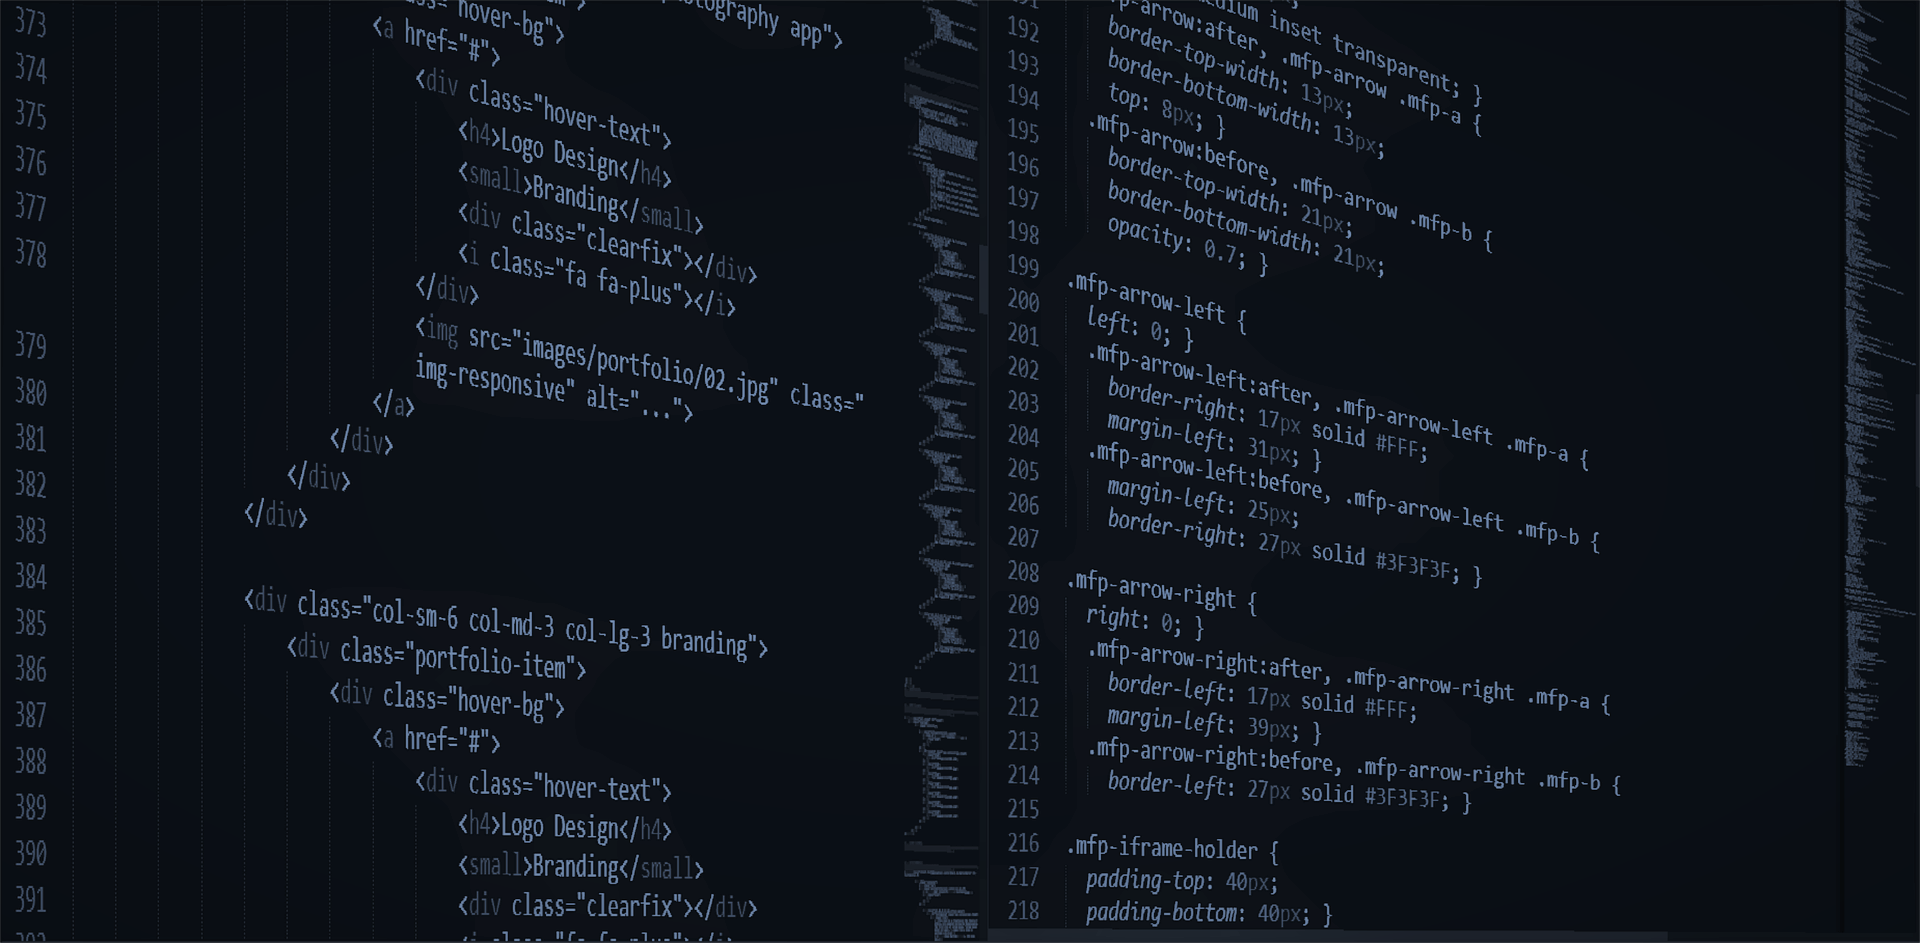 373
374
375
376
377
378
379
380
381
382
383
384
385
386
387
388
389
390
391
hover-bg">
ography app">
<a href="#">
<div class="hover-text">
<h4>Logo Design</h4>
<small>Branding</small>
<div class="clearfix"></div>
<i class="fa fa-plus"></i>
</div>
<img src="images/portfolio/02.jpg" class="
img-responsive" alt="...">
</a>
</div>
</div>
</div>
<div class="col-sm-6 col-md-3 col-lg-3 branding">
<div class="portfolio-item">
<div class="hover-bg">
<a href="#">
<div class="hover-text">
<h4>Logo Design</h4>
<small>Branding</small>
<div class="clearfix"></div>
192
193
194
195
196
197
198
199
200
201
202
203
204
205
206
207
208
209
210
211
212
213
214
215
216
217
218
inset transparent; }
.mfp-arrow .mfp-a {
border-top-width: 13px;
border-bottom-width: 13px;
top: 8px; }
.mfp-arrow:before, .mfp-arrow .mfp-b {
border-top-width: 21px;
border-bottom-width: 21px;
opacity: 0.7; }
.mfp-arrow-left {
left: 0; }
.mfp-arrow-left:after, .mfp-arrow-left .mfp-a {
border-right: 17px solid #FFF;
margin-left: 31px; }
.mfp-arrow-left:before, .mfp-arrow-left .mfp-b {
margin-left: 25px;
border-right: 27px solid #3F3F3F; }
.mfp-arrow-right {
right: 0; }
.mfp-arrow-right:after, .mfp-arrow-right .mfp-a {
border-left: 17px solid #FFF;
margin-left: 39px; }
.mfp-arrow-right:before, .mfp-arrow-right .mfp-b {
border-left: 27px solid #3F3F3F; }
.mfp-iframe-holder {
padding-top: 40px;
padding-bottom: 40px; }